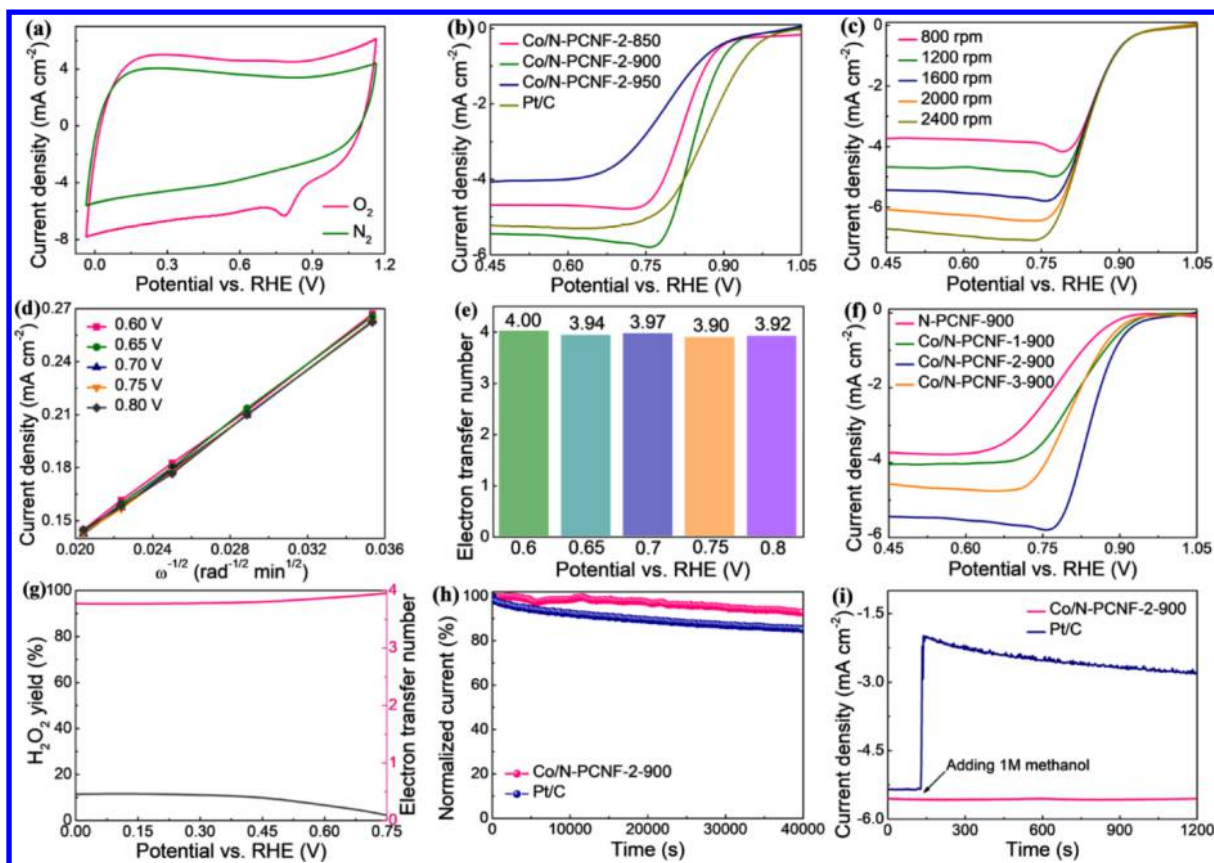 (a)
Current density (mA cm⁻²)
4
0
-4
-8
O₂
N₂
0.0 0.3 0.6 0.9 1.2
Potential vs. RHE (V)
(b)
Current density (mA cm⁻²)
0
-2
-4
-6
Co/N-PCNF-2-850
Co/N-PCNF-2-900
Co/N-PCNF-2-950
Pt/C
0.45 0.60 0.75 0.90 1.05
Potential vs. RHE (V)
(c)
Current density (mA cm⁻²)
0
-2
-4
-6
800 rpm
1200 rpm
1600 rpm
2000 rpm
2400 rpm
0.45 0.60 0.75 0.90 1.05
Potential vs. RHE (V)
(d)
Current density (mA cm⁻²)
0.27
0.24
0.21
0.18
0.15
0.60 V
0.65 V
0.70 V
0.75 V
0.80 V
0.020 0.024 0.028 0.032 0.036
ω⁻¹/² (rad⁻¹/² min¹/²)
(e)
Electron transfer number
4
3
2
1
0
4.00 3.94 3.97 3.90 3.92
0.6 0.65 0.7 0.75 0.8
Potential vs. RHE (V)
(f)
Current density (mA cm⁻²)
0
-2
-4
-6
N-PCNF-900
Co/N-PCNF-1-900
Co/N-PCNF-2-900
Co/N-PCNF-3-900
0.45 0.60 0.75 0.90 1.05
Potential vs. RHE (V)
(g)
H₂O₂ yield (%)
100
80
60
40
20
0
Electron transfer number
4
3
2
1
0
0.00 0.15 0.30 0.45 0.60 0.75
Potential vs. RHE (V)
(h)
Normalized current (%)
100
80
60
40
20
0
Co/N-PCNF-2-900
Pt/C
0 10000 20000 30000 40000
Time (s)
(i)
Current density (mA cm⁻²)
-1.5
-3.0
-4.5
-6.0
Co/N-PCNF-2-900
Pt/C
Adding 1M methanol
0 300 600 900 1200
Time (s)